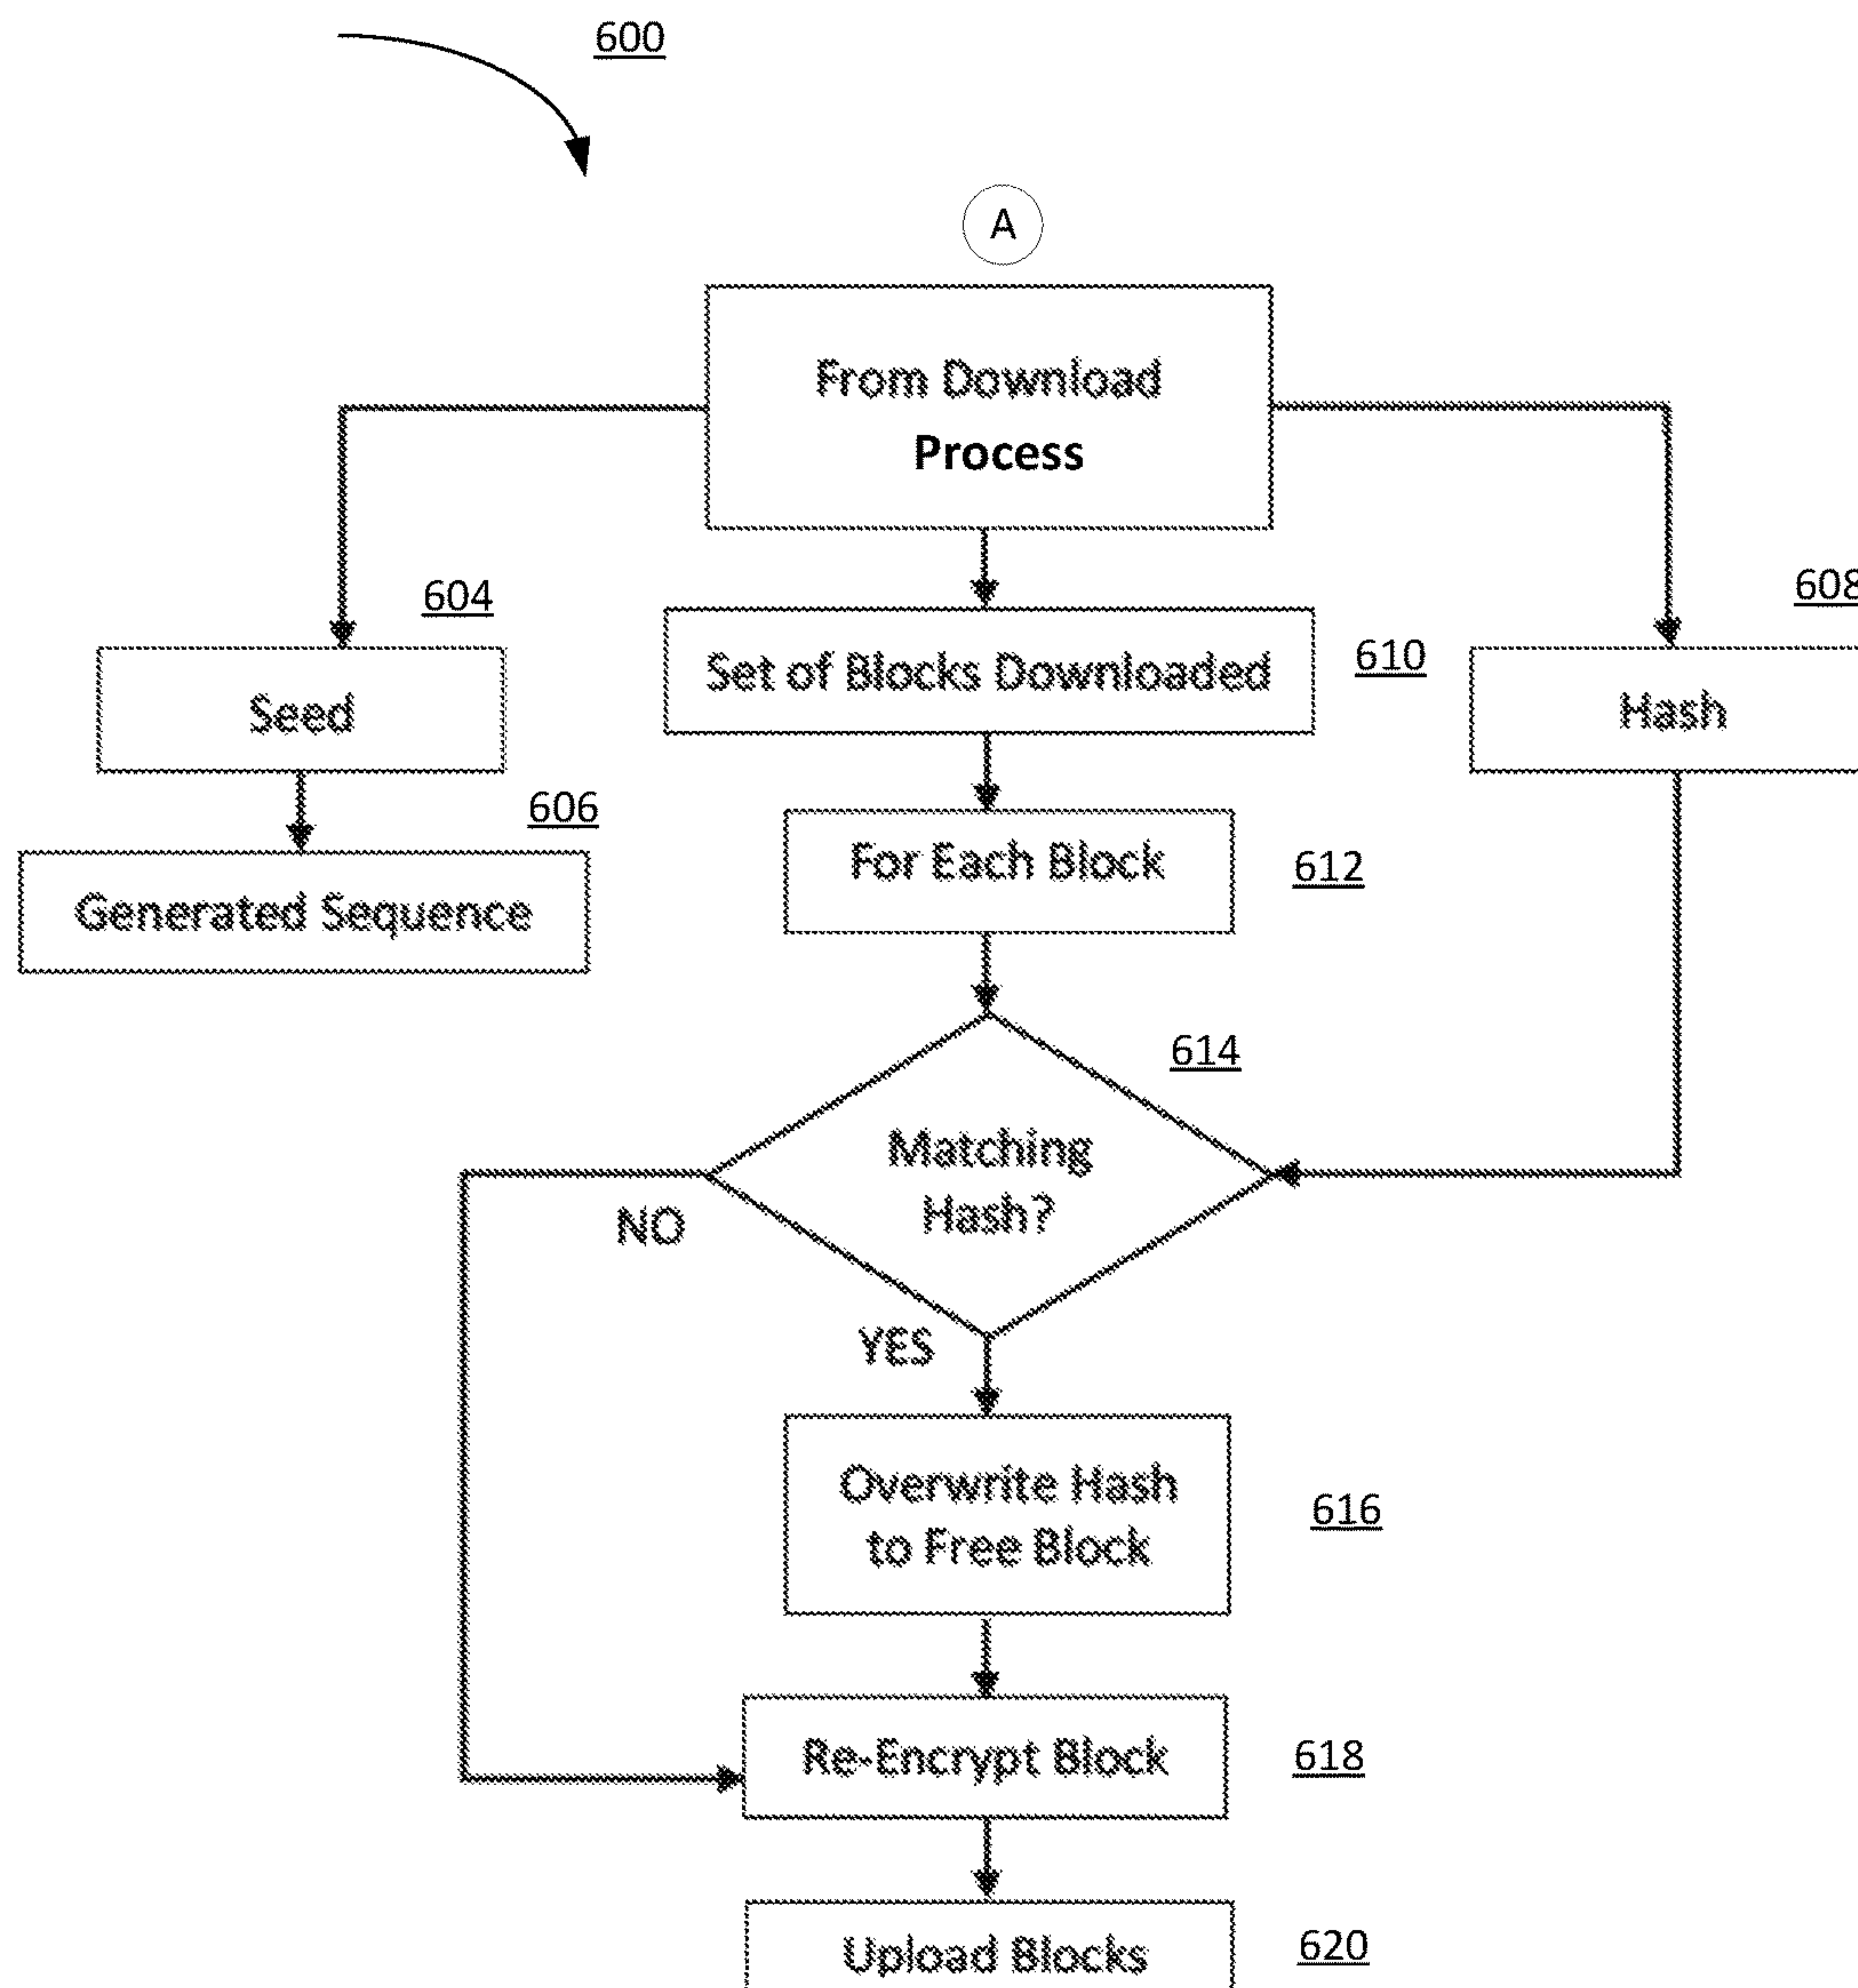 600
A
From Download
Process
604
608
Seed
Set of Blocks Downloaded
610
Hash
606
Generated Sequence
For Each Block
612
614
Matching
Hash?
NO
YES
Overwrite Hash
to Free Block
616
Re-Encrypt Block
618
Upload Blocks
620